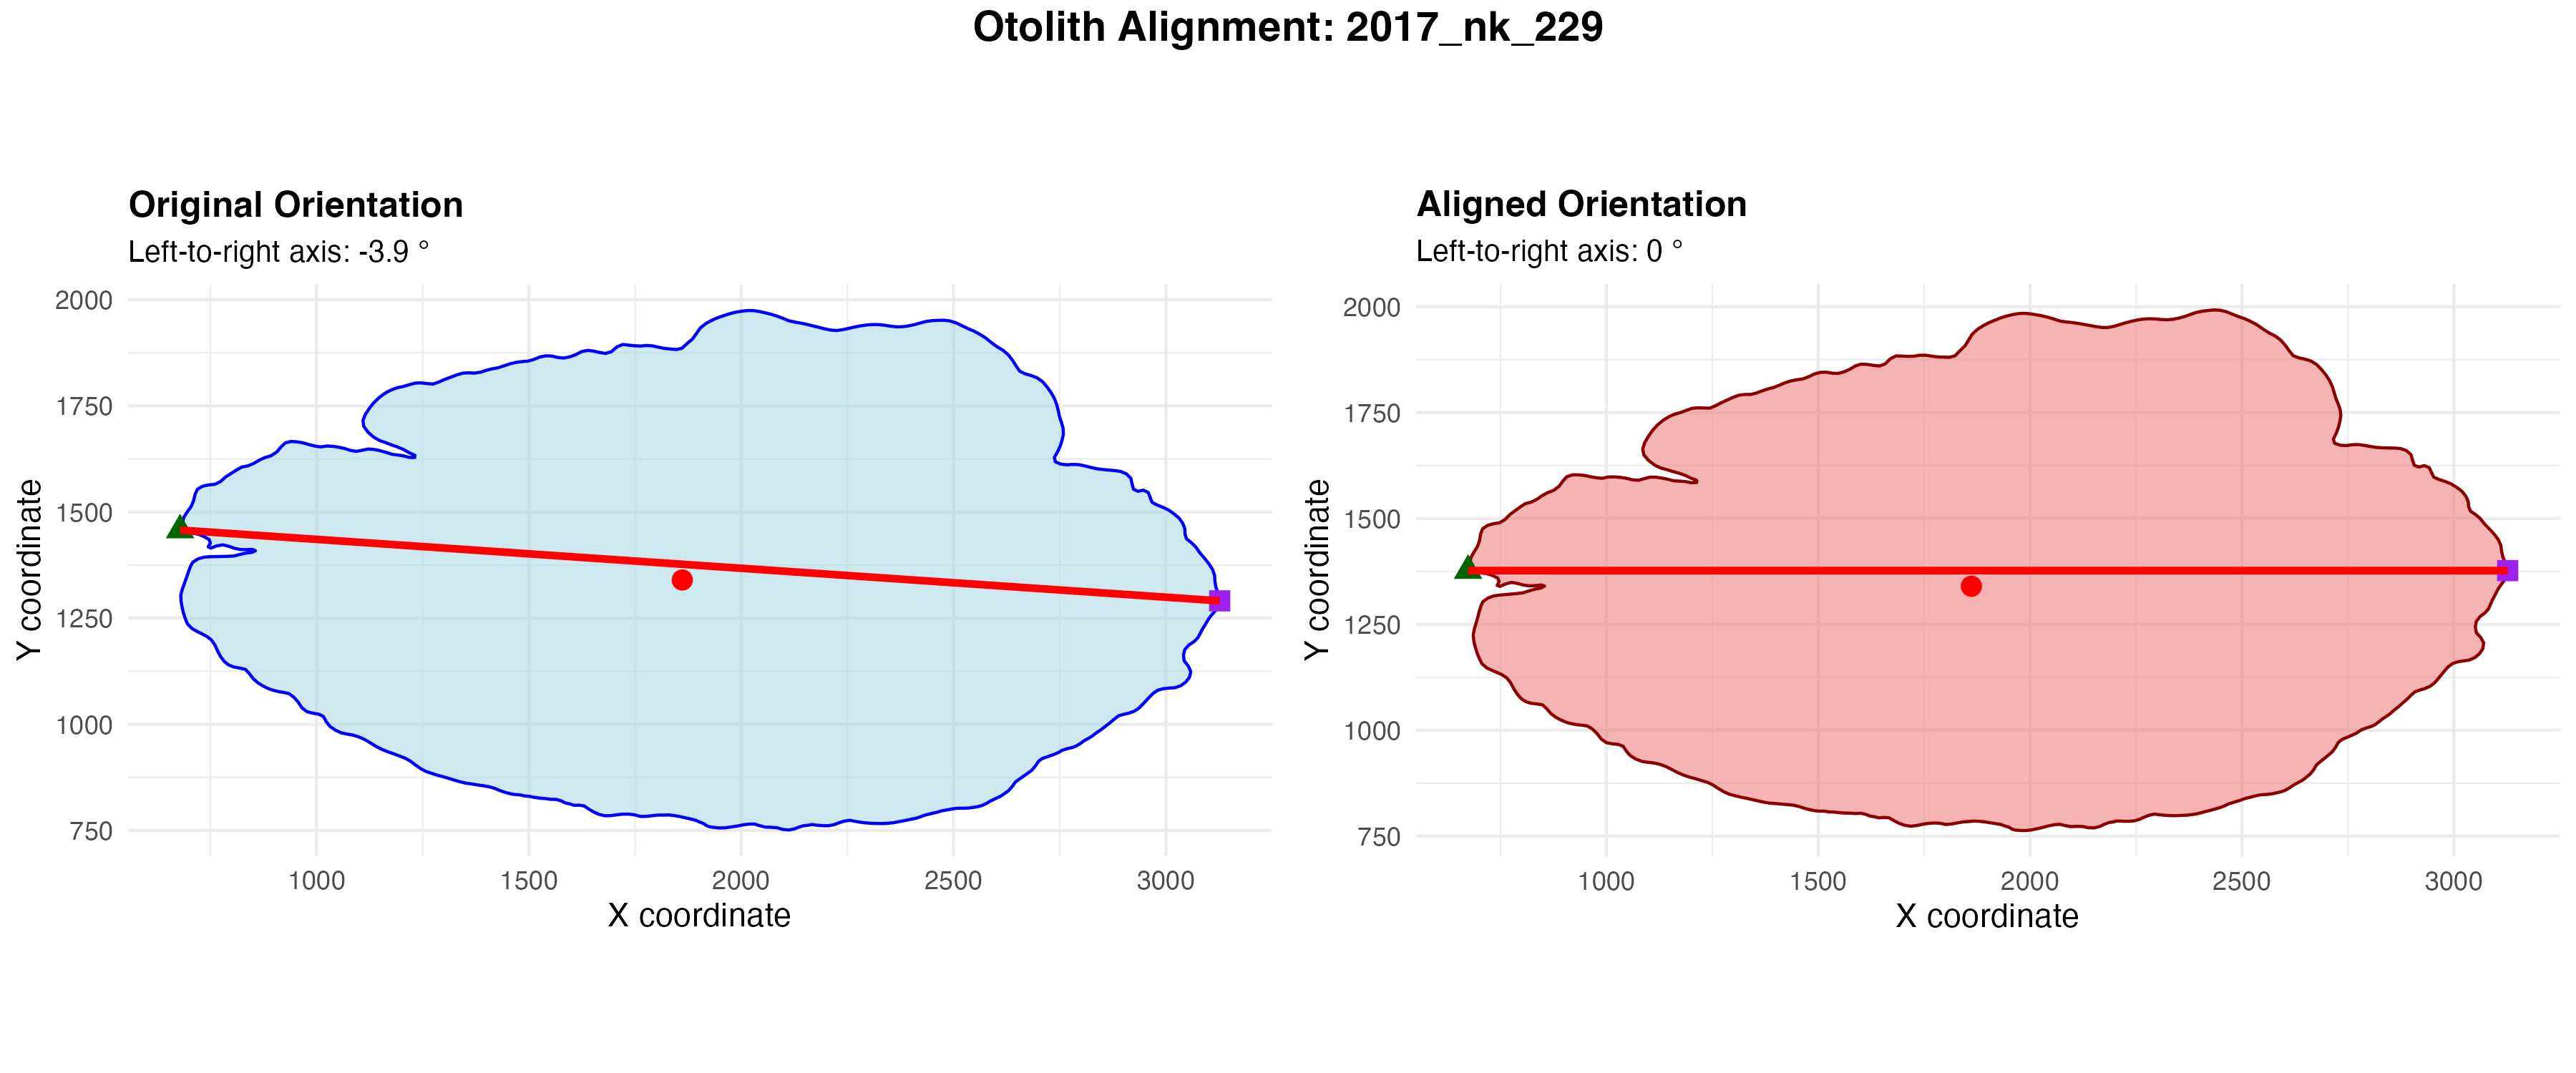 Otolith Alignment: 2017_nk_229
Original Orientation
Left-to-right axis: -3.9 °
2000
1750
1500
1250
1000
750
Y coordinate
1000 1500 2000 2500 3000
X coordinate
Aligned Orientation
Left-to-right axis: 0 °
2000
1750
1500
1250
1000
750
Y coordinate
1000 1500 2000 2500 3000
X coordinate